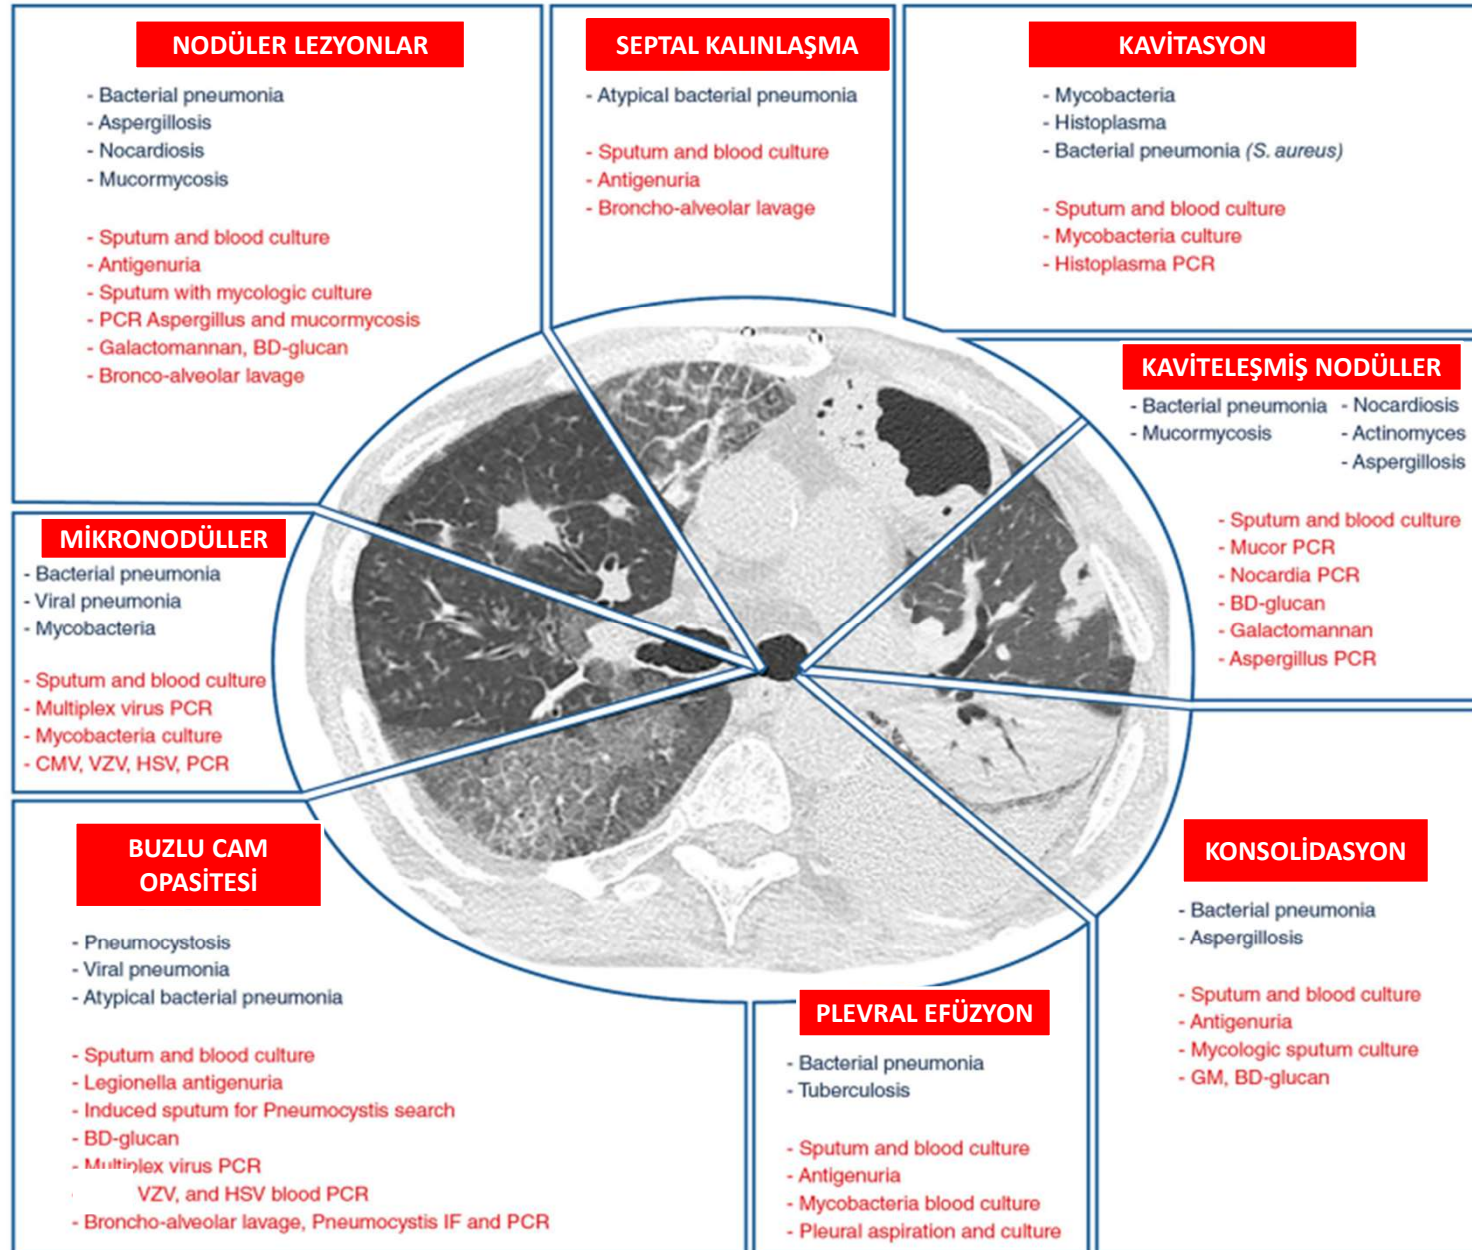 NODÜLER LEZYONLAR
- Bacterial pneumonia
- Aspergillosis
- Nocardiosis
- Mucormycosis
- Sputum and blood culture
- Antigenuria
- Sputum with mycologic culture
- PCR Aspergillus and mucormycosis
- Galactomannan, BD-glucan
- Bronco-alveolar lavage
SEPTAL KALINLAŞMA
- Atypical bacterial pneumonia
- Sputum and blood culture
- Antigenuria
- Broncho-alveolar lavage
KAVİTASYON
- Mycobacteria
- Histoplasma
- Bacterial pneumonia (S. aureus)
- Sputum and blood culture
- Mycobacteria culture
- Histoplasma PCR
KAVİTELEŞMİŞ NODÜLLER
- Bacterial pneumonia
- Mucormycosis
- Nocardiosis
- Actinomyces
- Aspergillosis
- Sputum and blood culture
- Mucor PCR
- Nocardia PCR
- BD-glucan
- Galactomannan
- Aspergillus PCR
MİKRONODÜLLER
- Bacterial pneumonia
- Viral pneumonia
- Mycobacteria
- Sputum and blood culture
- Multiplex virus PCR
- Mycobacteria culture
- CMV, VZV, HSV, PCR
BUZLU CAM
OPASİTESİ
- Pneumocystosis
- Viral pneumonia
- Atypical bacterial pneumonia
- Sputum and blood culture
- Legionella antigenuria
- Induced sputum for Pneumocystis search
- BD-glucan
- Multiplex virus PCR
VZV, and HSV blood PCR
- Broncho-alveolar lavage, Pneumocystis IF and PCR
PLEVRAL EFÜZYON
- Bacterial pneumonia
- Tuberculosis
- Sputum and blood culture
- Antigenuria
- Mycobacteria blood culture
- Pleural aspiration and culture
KONSOLİDASYON
- Bacterial pneumonia
- Aspergillosis
- Sputum and blood culture
- Antigenuria
- Mycologic sputum culture
- GM, BD-glucan